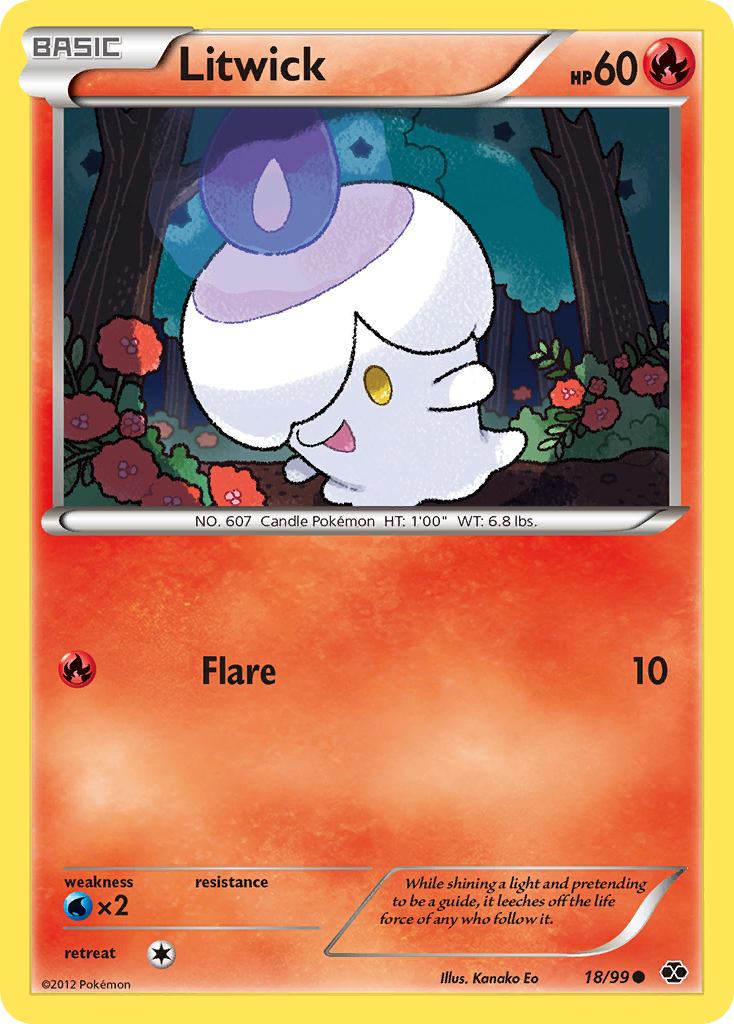 BASIC
Litwick
HP60
NO. 607 Candle Pokémon HT: 1'00" WT: 6.8 lbs.
Flare 10
weakness resistance
×2
retreat
While shining a light and pretending
to be a guide, it leeches off the life
force of any who follow it.
©2012 Pokémon
Illus. Kanako Eo
18/99